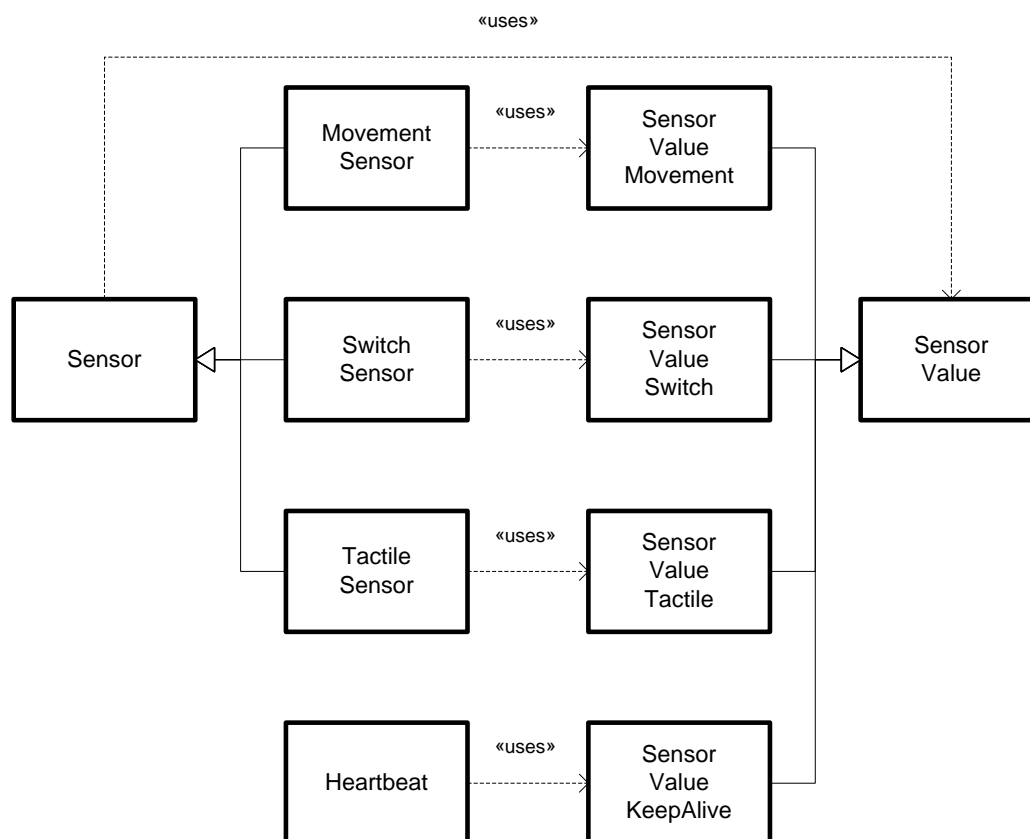 «uses»
Movement
Sensor
«uses»
Sensor
Value
Movement
Sensor
Switch
Sensor
«uses»
Sensor
Value
Switch
Sensor
Value
Tactile
Sensor
«uses»
Sensor
Value
Tactile
Heartbeat
«uses»
Sensor
Value
KeepAlive